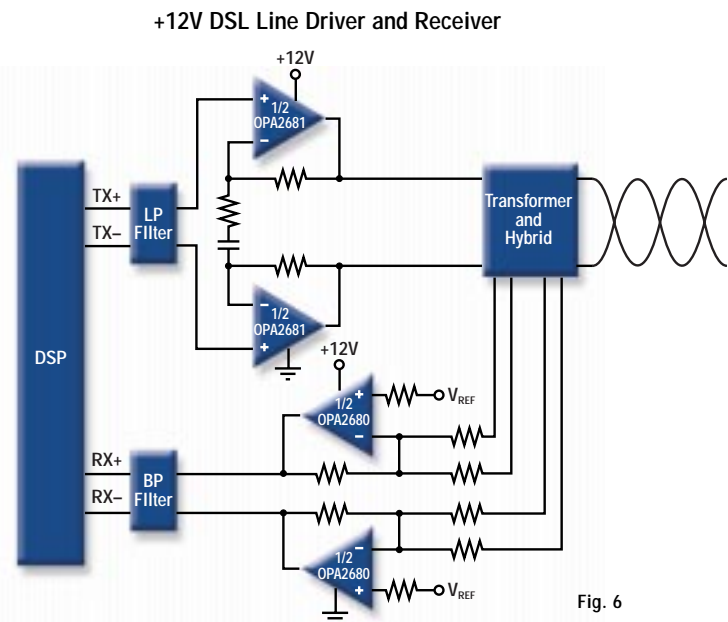 +12V DSL Line Driver and Receiver
+12V
+
1/2
OPA2681
–
TX+
TX–
LP
FIlter
Transformer
and
Hybrid
–
1/2
OPA2681
+
DSP
+12V
+
1/2
OPA2680
–
VREF
RX+
RX–
BP
FIlter
–
1/2
OPA2680
+
VREF
Fig. 6